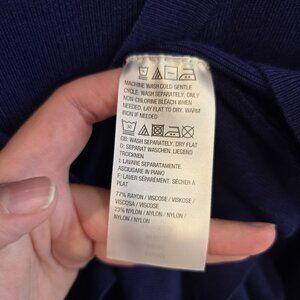 MACHINE WASH COLD GENTLE
CYCLE. WASH SEPARATELY, ONLY
NON-CHLORINE BLEACH WHEN
NEEDED, LAY FLAT TO DRY, WARM
IRON IF NEEDED
30
GB: WASH SEPARATELY, DRY FLAT
D: SEPARAT WASCHEN. LIEGEND
TROCKNEN
I: LAVARE SEPARATAMENTE.
ASCIUGARE IN PIANO
F: LAVER SÉPARÉMENT. SÉCHER À
PLAT
77% RAYON / VISCOSE / VISKOSE
/ VISCOSA / VISCOSE
23% NYLON / NYLON / NYLON /
NYLON / NYLON